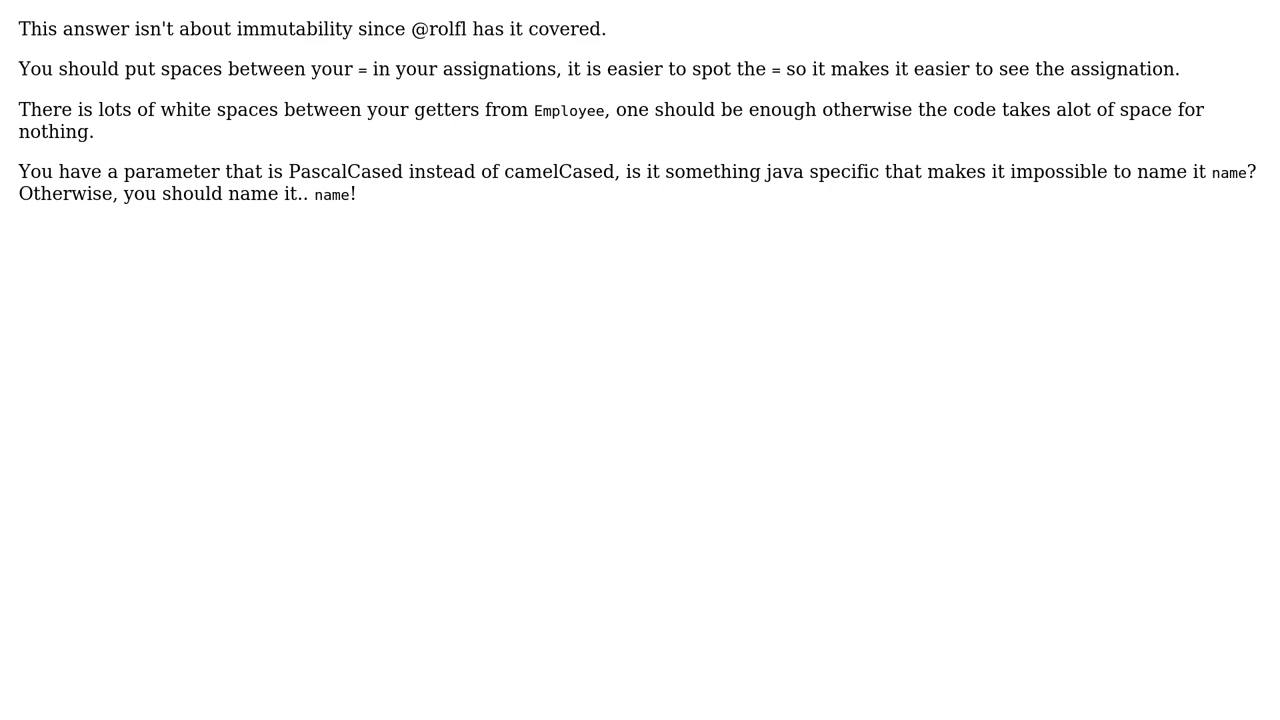 This answer isn't about immutability since @rolfl has it covered.
You should put spaces between your = in your assignations, it is easier to spot the = so it makes it easier to see the assignation.
There is lots of white spaces between your getters from Employee, one should be enough otherwise the code takes alot of space for
nothing.
You have a parameter that is PascalCased instead of camelCased, is it something java specific that makes it impossible to name it name?
Otherwise, you should name it.. name!